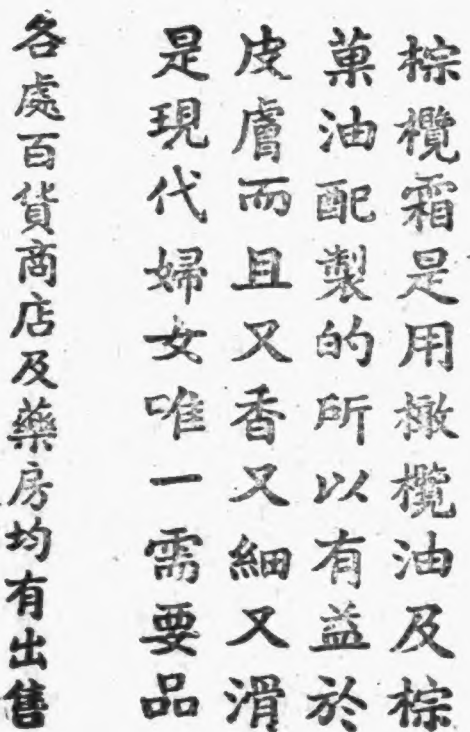 棕欖霜是用橄欖油及棕
菓油配製的所以有益於
皮膚而且又香又細又滑
是現代婦女唯一需要品
各處百貨商店及藥房均有出售